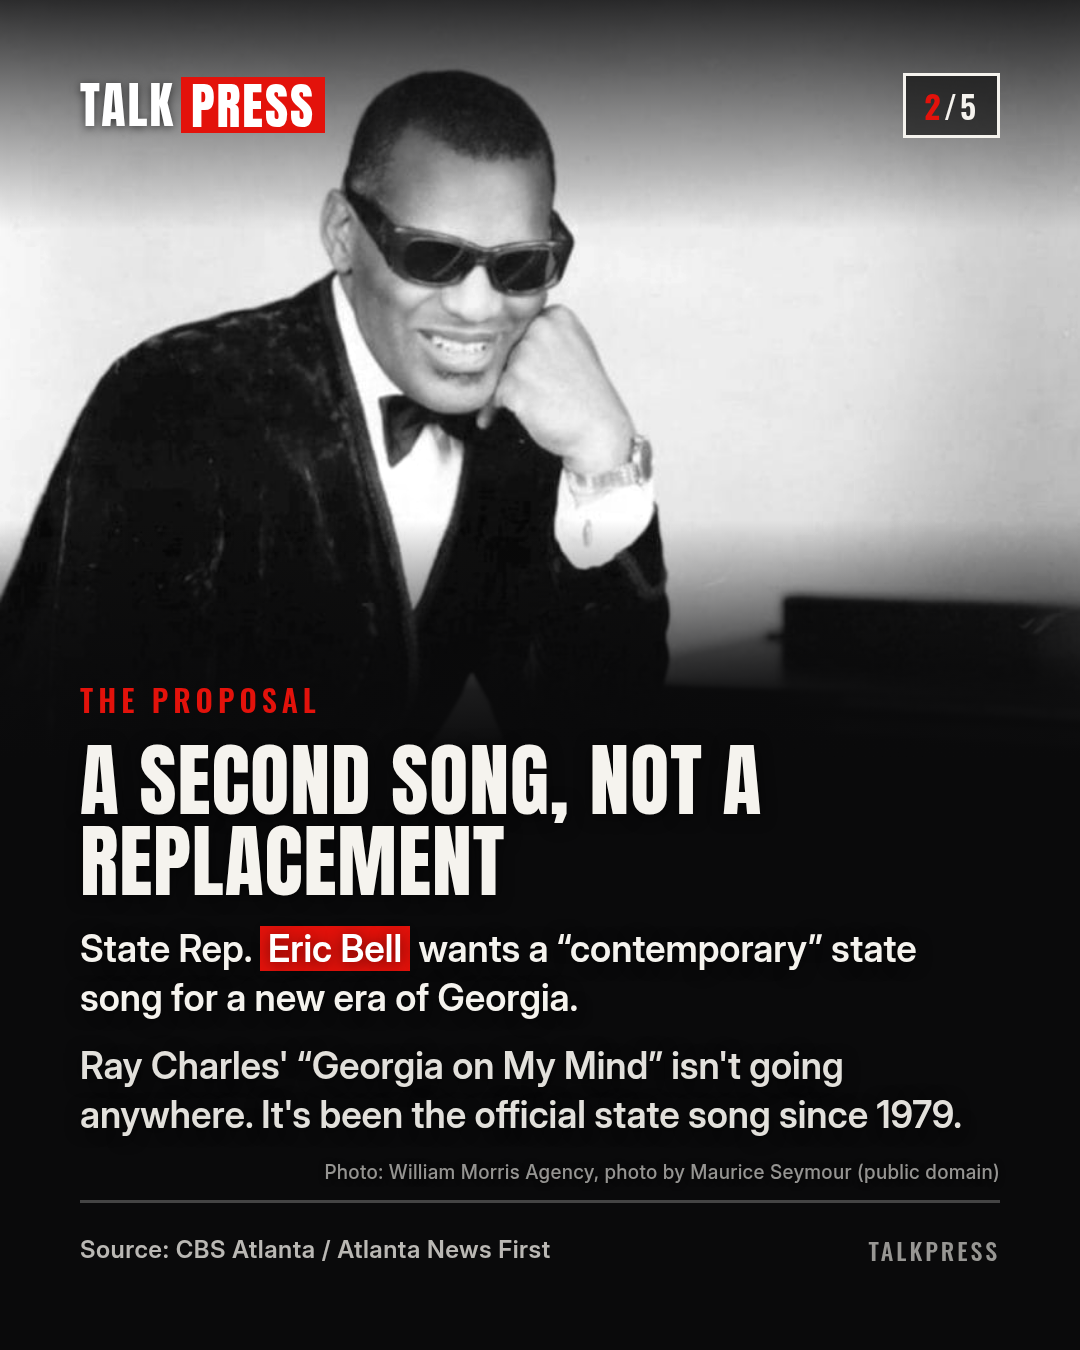 TALK PRESS
2/5
THE PROPOSAL
A SECOND SONG, NOT A
REPLACEMENT
State Rep. Eric Bell wants a “contemporary” state
song for a new era of Georgia.
Ray Charles' “Georgia on My Mind” isn't going
anywhere. It's been the official state song since 1979.
Photo: William Morris Agency, photo by Maurice Seymour (public domain)
Source: CBS Atlanta / Atlanta News First
TALKPRESS